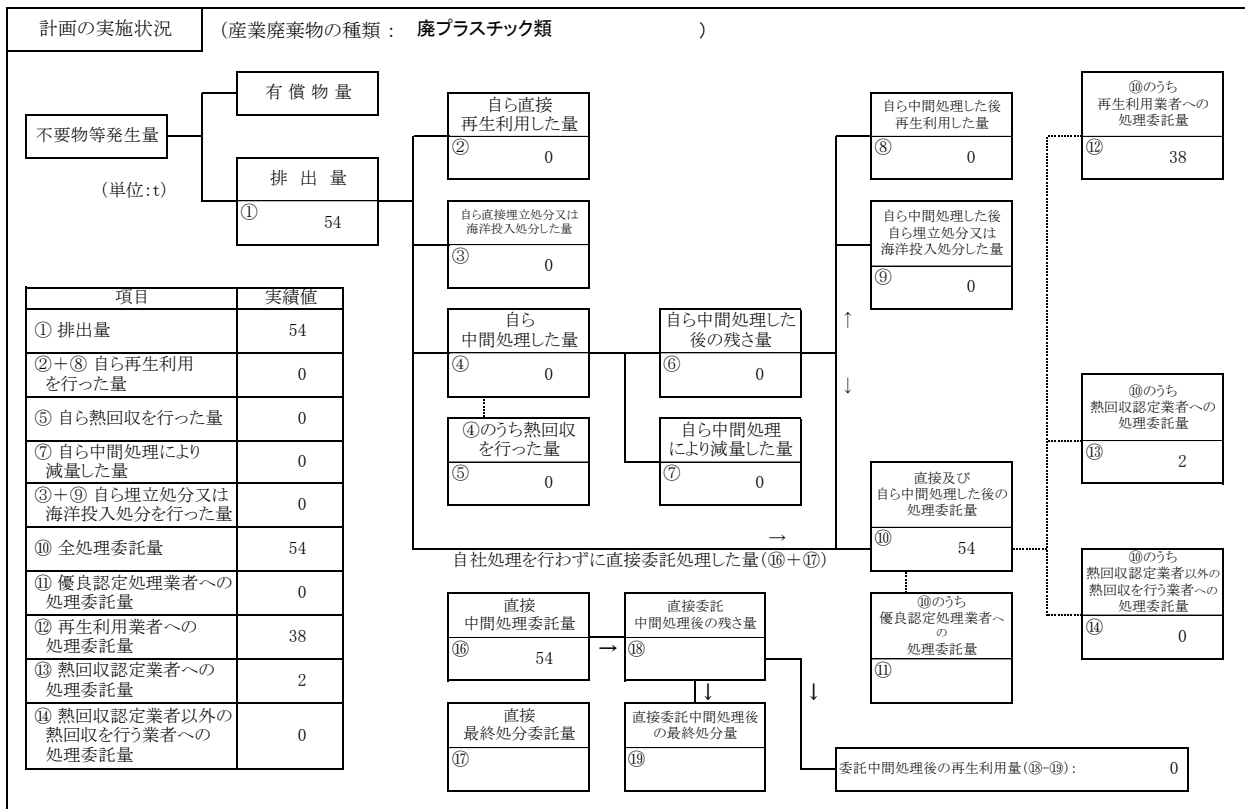 計画の実施状況
(産業廃棄物の種類： 廃プラスチック類 )
不要物等発生量
(単位:t)
有 償 物 量
排 出 量
① 54
自ら直接
再生利用した量
② 0
自ら直接埋立処分又は
海洋投入処分した量
③ 0
自ら
中間処理した量
④ 0
④のうち熱回収
を行った量
⑤ 0
自ら中間処理した
後の残さ量
⑥ 0
自ら中間処理
により減量した量
⑦ 0
自ら中間処理した後
再生利用した量
⑧ 0
自ら中間処理した後
自ら埋立処分又は
海洋投入処分した量
⑨ 0
↑
↓
直接及び
自ら中間処理した後の
処理委託量
⑩ 54
⑩のうち
再生利用業者への
処理委託量
⑫ 38
⑩のうち
熱回収認定業者への
処理委託量
⑬ 2
⑩のうち
熱回収認定業者以外の
熱回収を行う業者への
処理委託量
⑭ 0
→
自社処理を行わずに直接委託処理した量(⑯＋⑰)
直接
中間処理委託量
⑯ 54
→
直接委託
中間処理後の残さ量
⑱
↓
↓
⑩のうち
優良認定処理業者へ
の
処理委託量
⑪
直接
最終処分委託量
⑰
直接委託中間処理後
の最終処分量
⑲
委託中間処理後の再生利用量(⑱-⑲)： 0
項目 実績値
① 排出量 54
②＋⑧ 自ら再生利用
を行った量 0
⑤ 自ら熱回収を行った量 0
⑦ 自ら中間処理により
減量した量 0
③＋⑨ 自ら埋立処分又は
海洋投入処分を行った量 0
⑩ 全処理委託量 54
⑪ 優良認定処理業者への
処理委託量 0
⑫ 再生利用業者への
処理委託量 38
⑬ 熱回収認定業者への
処理委託量 2
⑭ 熱回収認定業者以外の
熱回収を行う業者への
処理委託量 0